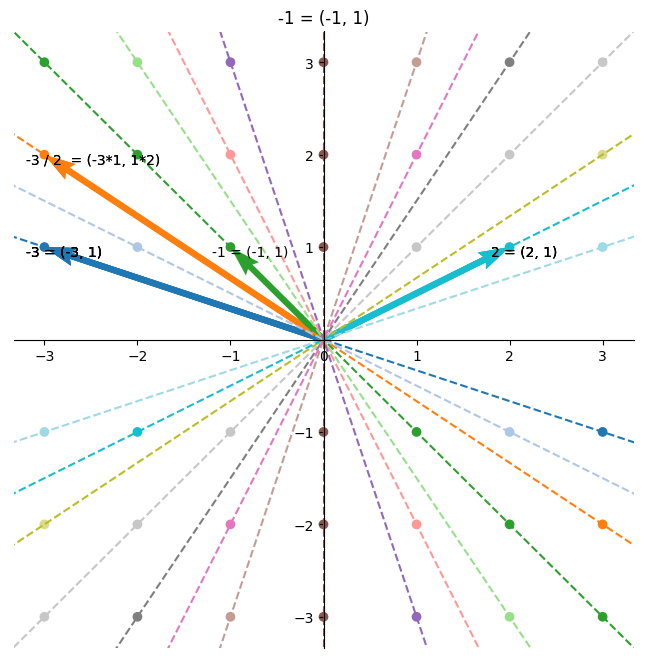 -1 = (-1, 1)
3
-3 / 2  = (-3*1, 1*2)
2
-3 = (-3, 1)
-1 = (-1, 1)
1
2 = (2, 1)
−3
−2
−1
0
1
2
3
−1
−2
−3